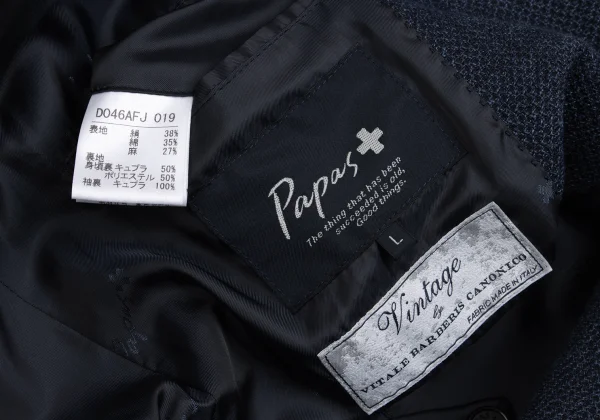 DO46AFJ 019
表地 絹 38%
綿 35%
麻 27%
裏地
身頃裏 キュプラ 50%
ポリエステル 50%
袖裏 キュプラ 100%
Papas
The thing that has been
succeeded is old,
Good things.
L
Vintage
by
VITALE BARBERIS CANONICO
FABRIC MADE IN ITALY